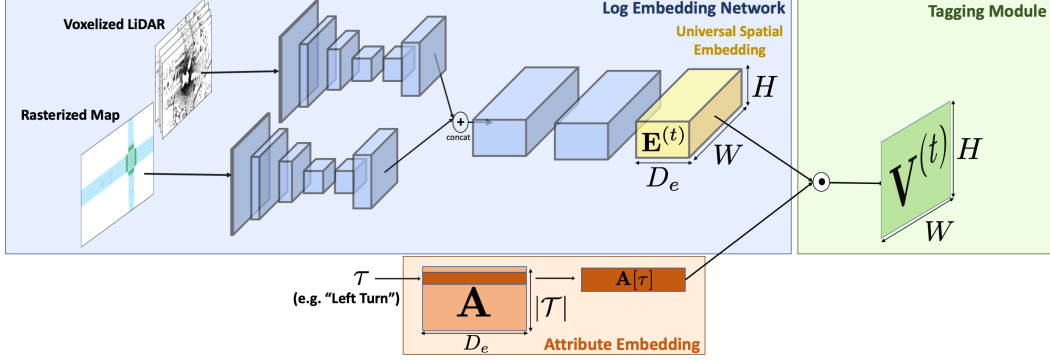 Log Embedding Network
Tagging Module
Voxelized LiDAR
Universal Spatial
Embedding
Rasterized Map
+
concat
E^(t)
H
W
D_e
V^(t)
H
W
τ
(e.g. “Left Turn”)
A
|𝒯|
D_e
A[τ]
Attribute Embedding